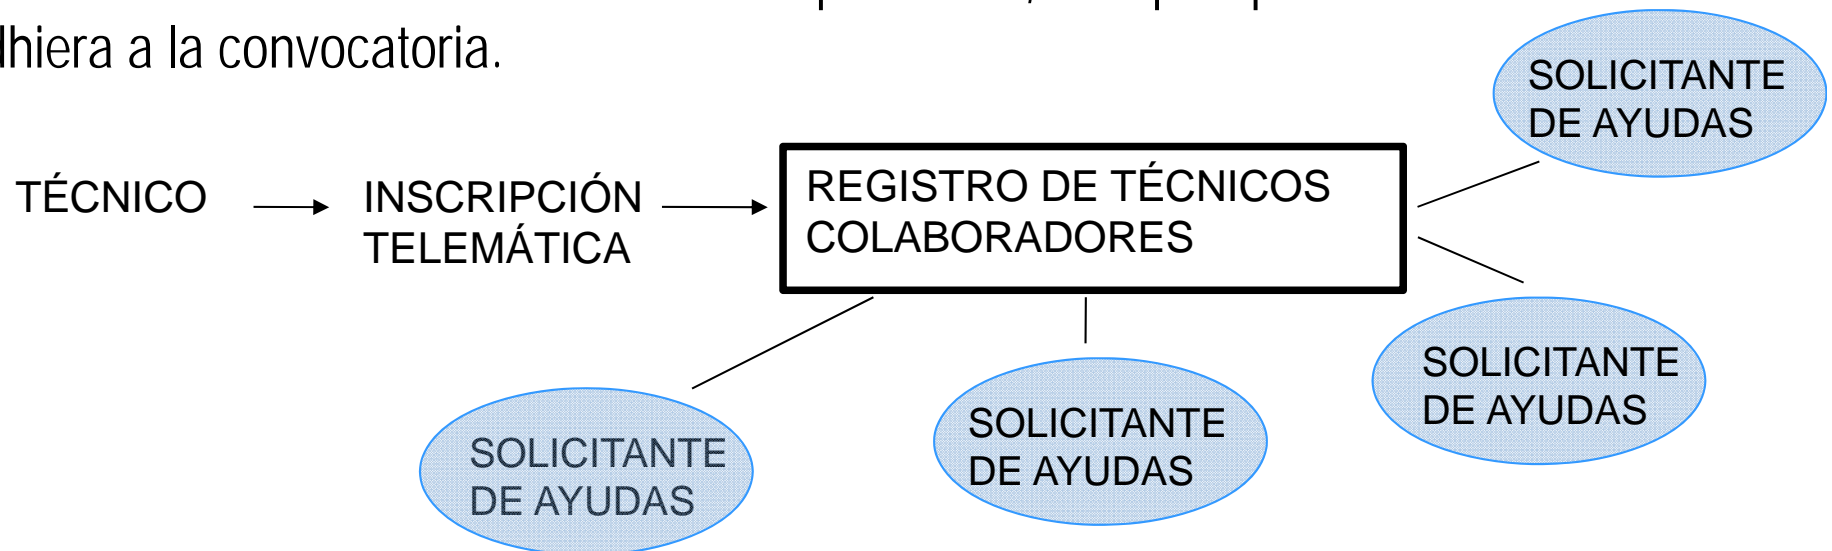 dhiera a la convocatoria.
SOLICITANTE
DE AYUDAS
TÉCNICO
INSCRIPCIÓN
TELEMÁTICA
REGISTRO DE TÉCNICOS
COLABORADORES
SOLICITANTE
DE AYUDAS
SOLICITANTE
DE AYUDAS
SOLICITANTE
DE AYUDAS